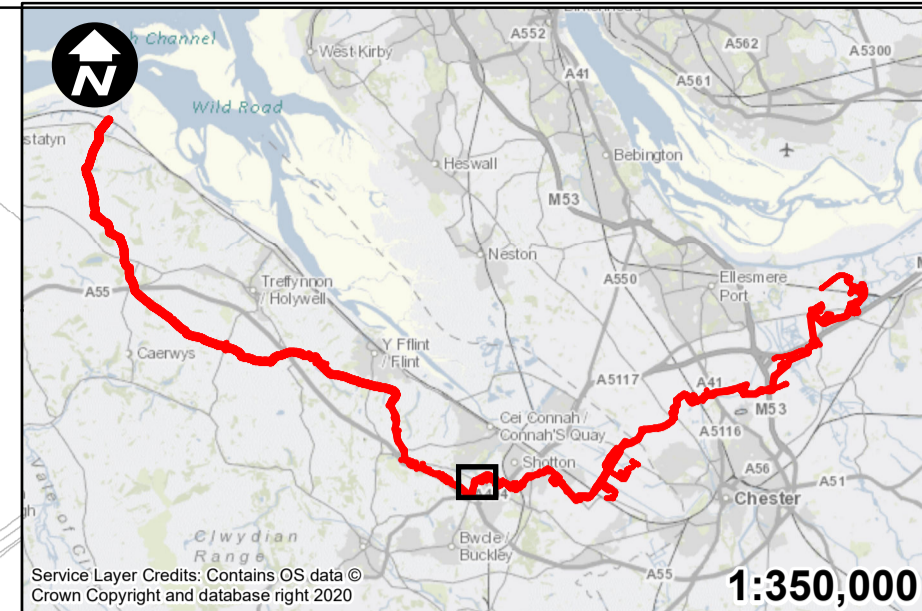 N
h Channel
A552
A562
A5300
West Kirby
A41
A561
Wild Road
statyn
Heswall
Bebington
M53
Neston
A550
Ellesmere
Port
Treffynnon
/ Holywell
A55
Y Fflint
/ Flint
Caerwys
A5117
A41
M53
Cei Connah /
Connah'S Quay
A5116
Shotton
A56
A51
Chester
gh
Clwydian
Range
Bwcle /
Buckley
A55
Service Layer Credits: Contains OS data ©
Crown Copyright and database right 2020
1:350,000